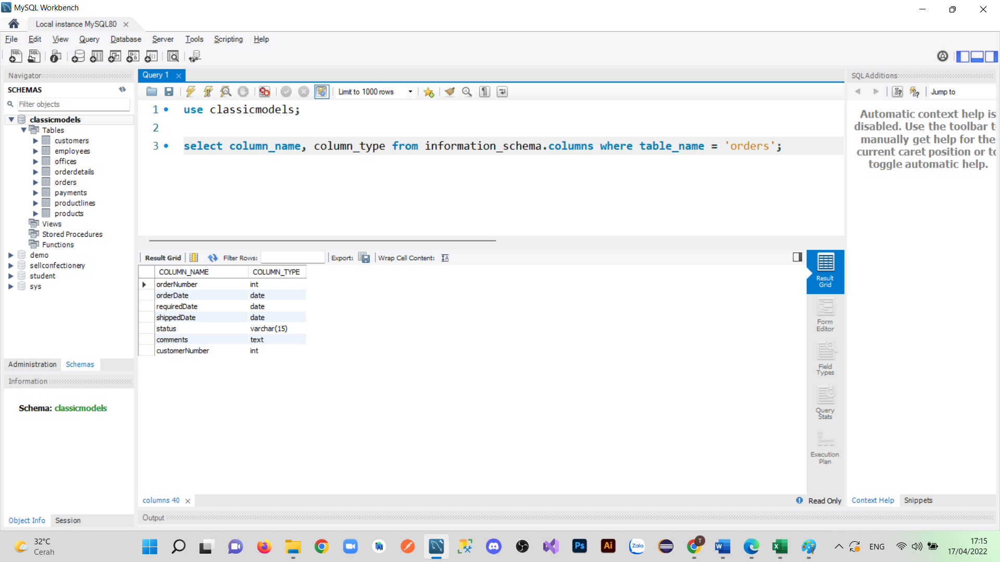 MySQL Workbench
Local instance MySQL80
File Edit View Query Database Server Tools Scripting Help
Navigator
SCHEMAS
Filter objects
classicmodels
Tables
customers
employees
offices
orderdetails
orders
payments
productlines
products
Views
Stored Procedures
Functions
demo
sellconfectionery
student
sys
Administration Schemas
Information
Schema: classicmodels
Object Info Session
Query 1
Limit to 1000 rows
1 use classicmodels;
2
3 select column_name, column_type from information_schema.columns where table_name = 'orders';
Result Grid Filter Rows: Export: Wrap Cell Content:
COLUMN_NAME COLUMN_TYPE
orderNumber int
orderDate date
requiredDate date
shippedDate date
status varchar(15)
comments text
customerNumber int
Result
Grid
Form
Editor
Field
Types
Query
Stats
Execution
Plan
columns 40
Read Only
Output
SQLAdditions
Jump to
Automatic context help is
disabled. Use the toolbar t
manually get help for the
current caret position or to
toggle automatic help.
Context Help Snippets
32°C
Cerah
Ps
Ai
Zalo
T
W
X
ENG
17:15
17/04/2022